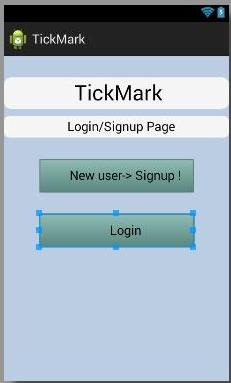 TickMark
TickMark
Login/Signup Page
New user-> Signup !
Login